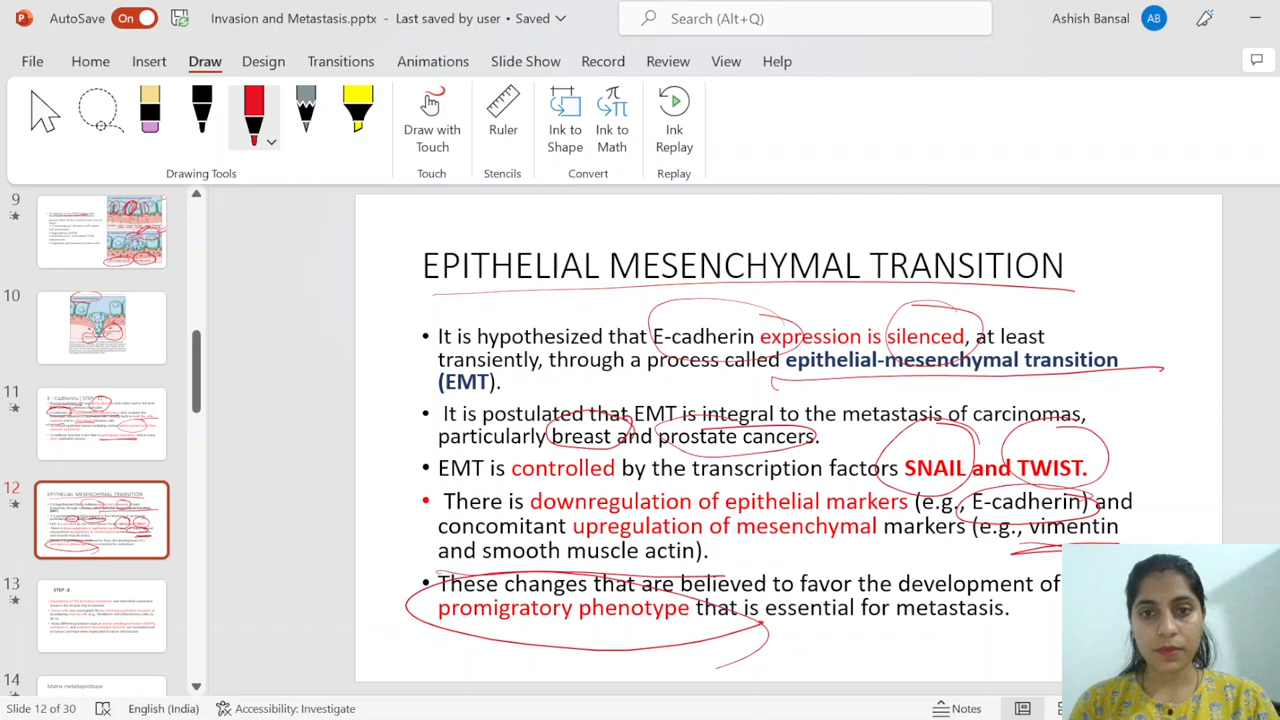 AutoSave On Invasion and Metastasis.pptx • Last saved by user • Saved Search (Alt+Q) Ashish Bansal AB
File Home Insert Draw Design Slide Show Transitions Animations Record Review View Help
Draw with Touch
Ruler
Ink to Shape
Ink to Math
Ink Replay
Drawing Tools Touch Stencils Convert Replay
9
10
11
12
13
14
EPITHELIAL MESENCHYMAL TRANSITION
• It is hypothesized that E-cadherin expression is silenced, at least
transiently, through a process called epithelial-mesenchymal transition
(EMT).
• It is postulated that EMT is integral to the metastasis of carcinomas,
particularly breast and prostate cancers.
• EMT is controlled by the transcription factors SNAIL and TWIST.
• There is downregulation of epithelial markers (e.g., E-cadherin) and
concomitant upregulation of mesenchymal markers (e.g., vimentin
and smooth muscle actin).
• These changes that are believed to favor the development of
promigratory phenotype that is essential for metastasis.
STEP -2
Matrix metalloprotease
Slide 12 of 30 English (India) Accessibility: Investigate Notes